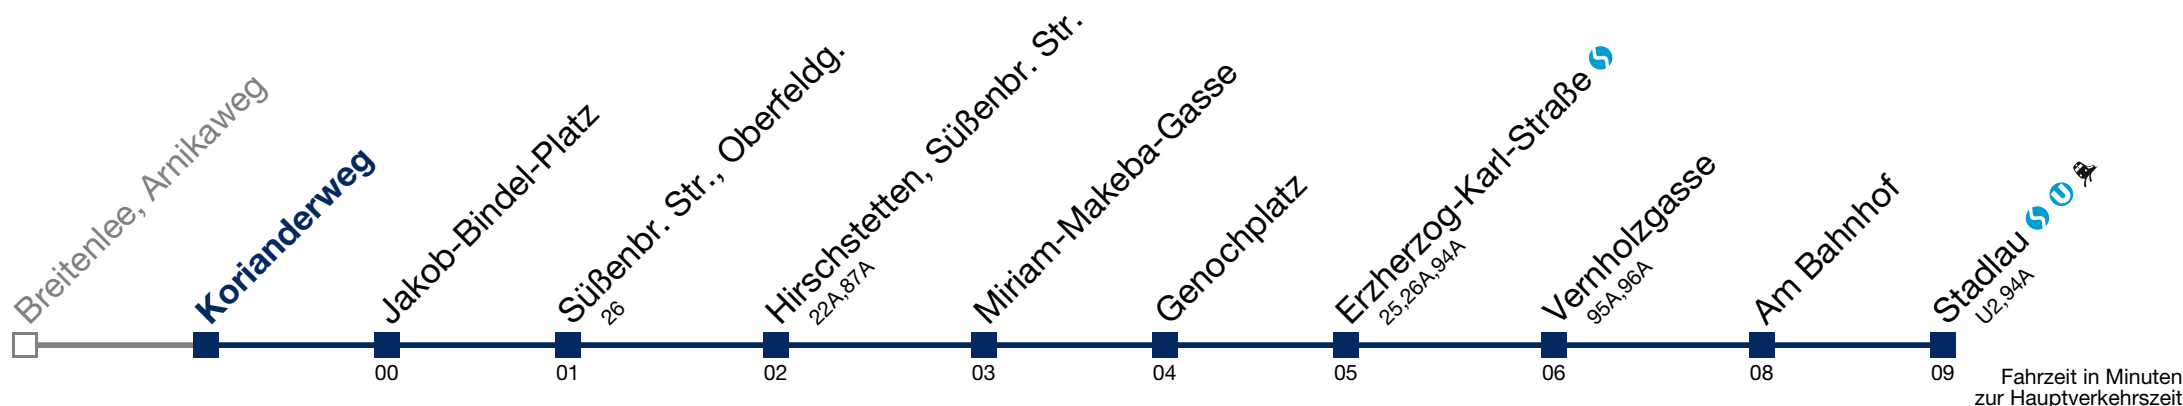 Breitenlee, Arnikaweg
Korianderweg
Jakob-Bindel-Platz
Süßenbr. Str., Oberfeldg.
26
Hirschstetten, Süßenbr. Str.
22A,87A
Miriam-Makeba-Gasse
Genochplatz
Erzherzog-Karl-Straße S
25,26A,94A
Vernholzgasse
95A,96A
Am Bahnhof
Stadlau S U
U2,94A
00 01 02 03 04 05 06 08 09
Fahrzeit in Minuten
zur Hauptverkehrszeit